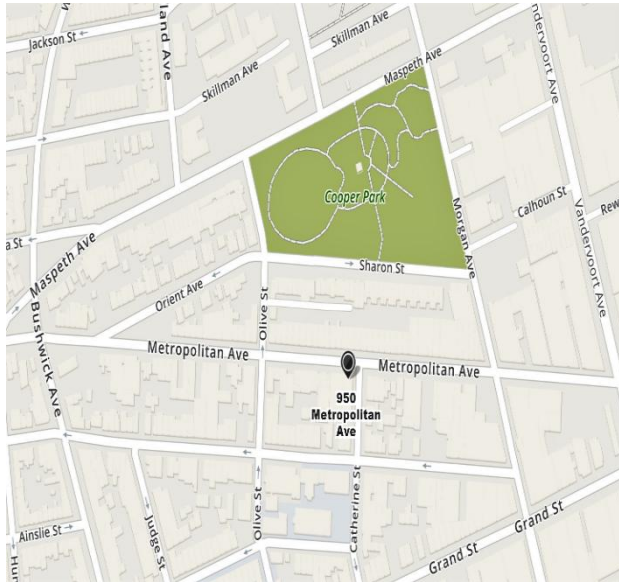 Jackson St
Skillman Ave
Skillman Ave
Maspeth Ave
Vandervoort Ave
Cooper Park
Morgan Ave
Calhoun St
Vandervoort Ave
Maspeth Ave
Sharon St
Orient Ave
Olive St
Bushwick Ave
Metropolitan Ave
Metropolitan Ave
950
Metropolitan
Ave
Olive St
Catherine St
Judge St
Ainslie St
Grand St
Grand St